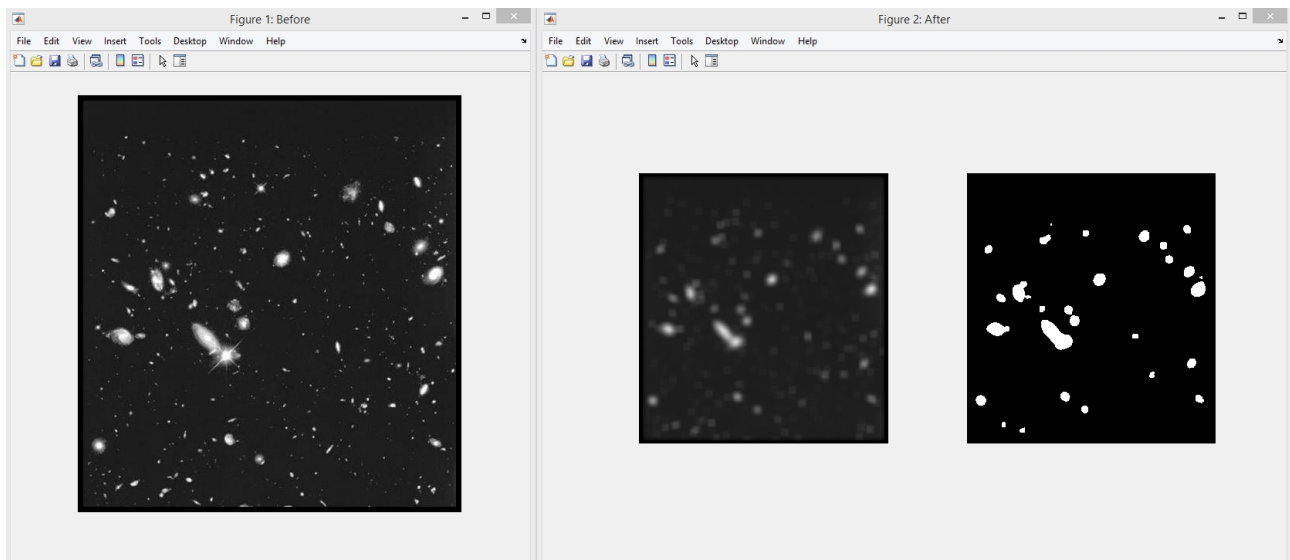 Figure 1: Before
File Edit View Insert Tools Desktop Window Help
Figure 2: After
File Edit View Insert Tools Desktop Window Help